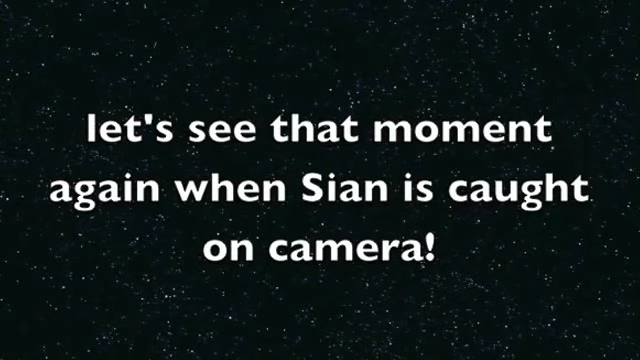 let's see that moment
again when Sian is caught
on camera!